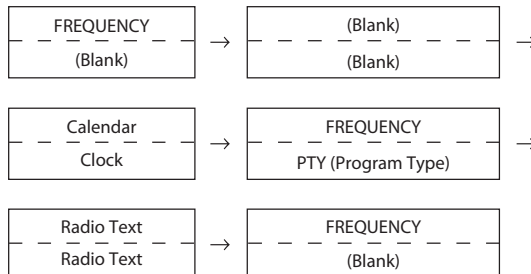 FREQUENCY
(Blank)
(Blank)
(Blank)
Calendar
Clock
FREQUENCY
PTY (Program Type)
Radio Text
Radio Text
FREQUENCY
(Blank)